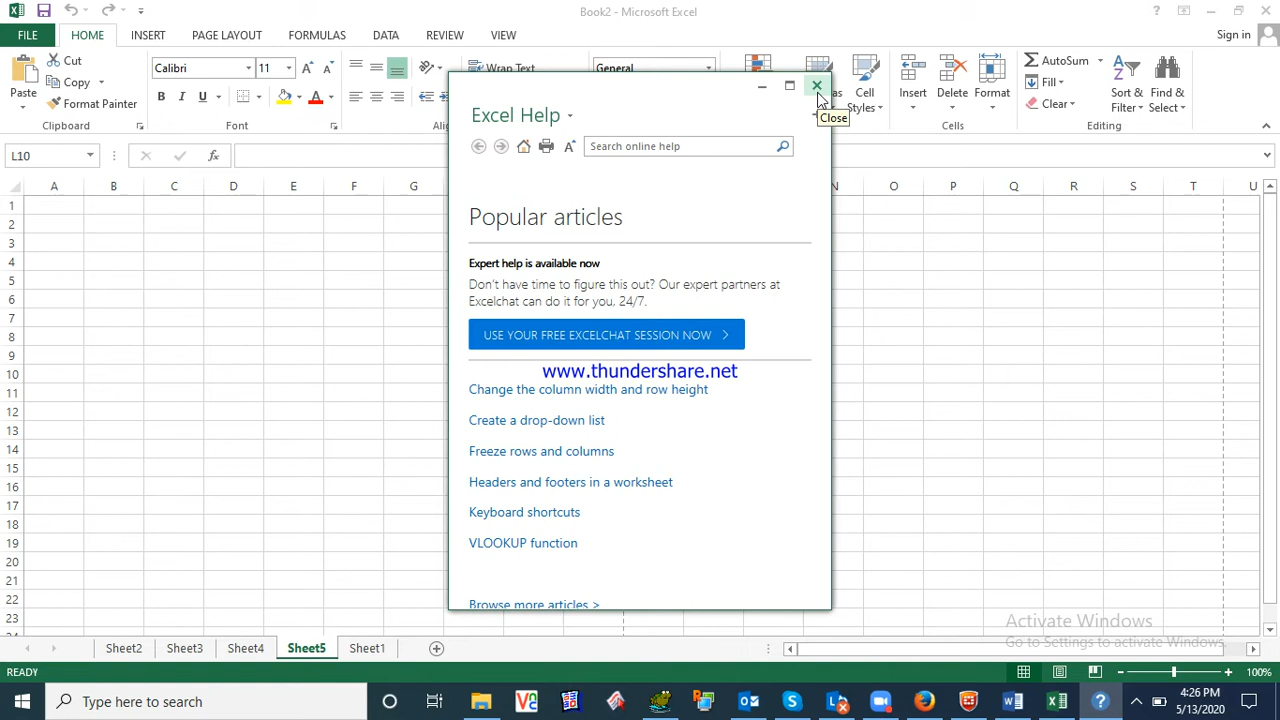 Book2 - Microsoft Excel
?
FILE HOME INSERT PAGE LAYOUT FORMULAS DATA REVIEW VIEW Sign in
Paste
Cut
Copy
Format Painter
Clipboard
Calibri 11
B I U
Font
Wrap Text
General
Cell
Styles
Insert Delete Format
Cells
AutoSum
Fill
Clear
Sort &
Filter
Find &
Select
Editing
L10
fx
A B C D E F G N O P Q R S T U
1
2
3
4
5
6
7
8
9
10
11
12
13
14
15
16
17
18
19
20
21
22
23
Close
Excel Help
Search online help
Popular articles
Expert help is available now
Don't have time to figure this out? Our expert partners at
Excelchat can do it for you, 24/7.
USE YOUR FREE EXCELCHAT SESSION NOW >
www.thundershare.net
Change the column width and row height
Create a drop-down list
Freeze rows and columns
Headers and footers in a worksheet
Keyboard shortcuts
VLOOKUP function
Browse more articles >
Activate Windows
Go to Settings to activate Windows.
Sheet2 Sheet3 Sheet4 Sheet5 Sheet1
READY
100%
Type here to search
4:26 PM
5/13/2020